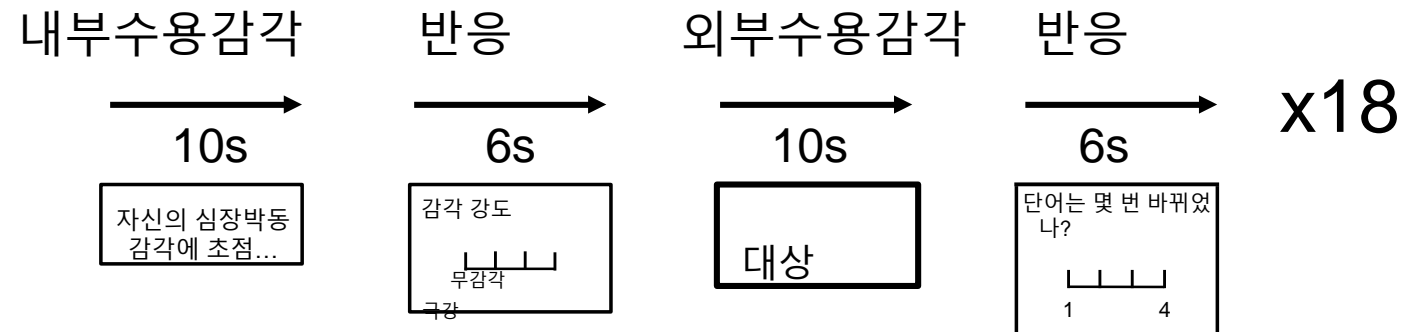 내부수용감각 반응 외부수용감각 반응
x18
10s 6s 10s 6s
자신의 심장박동
감각에 초점...
감각 강도
무감각
극강
대상
단어는 몇 번 바뀌었
나?
1 4